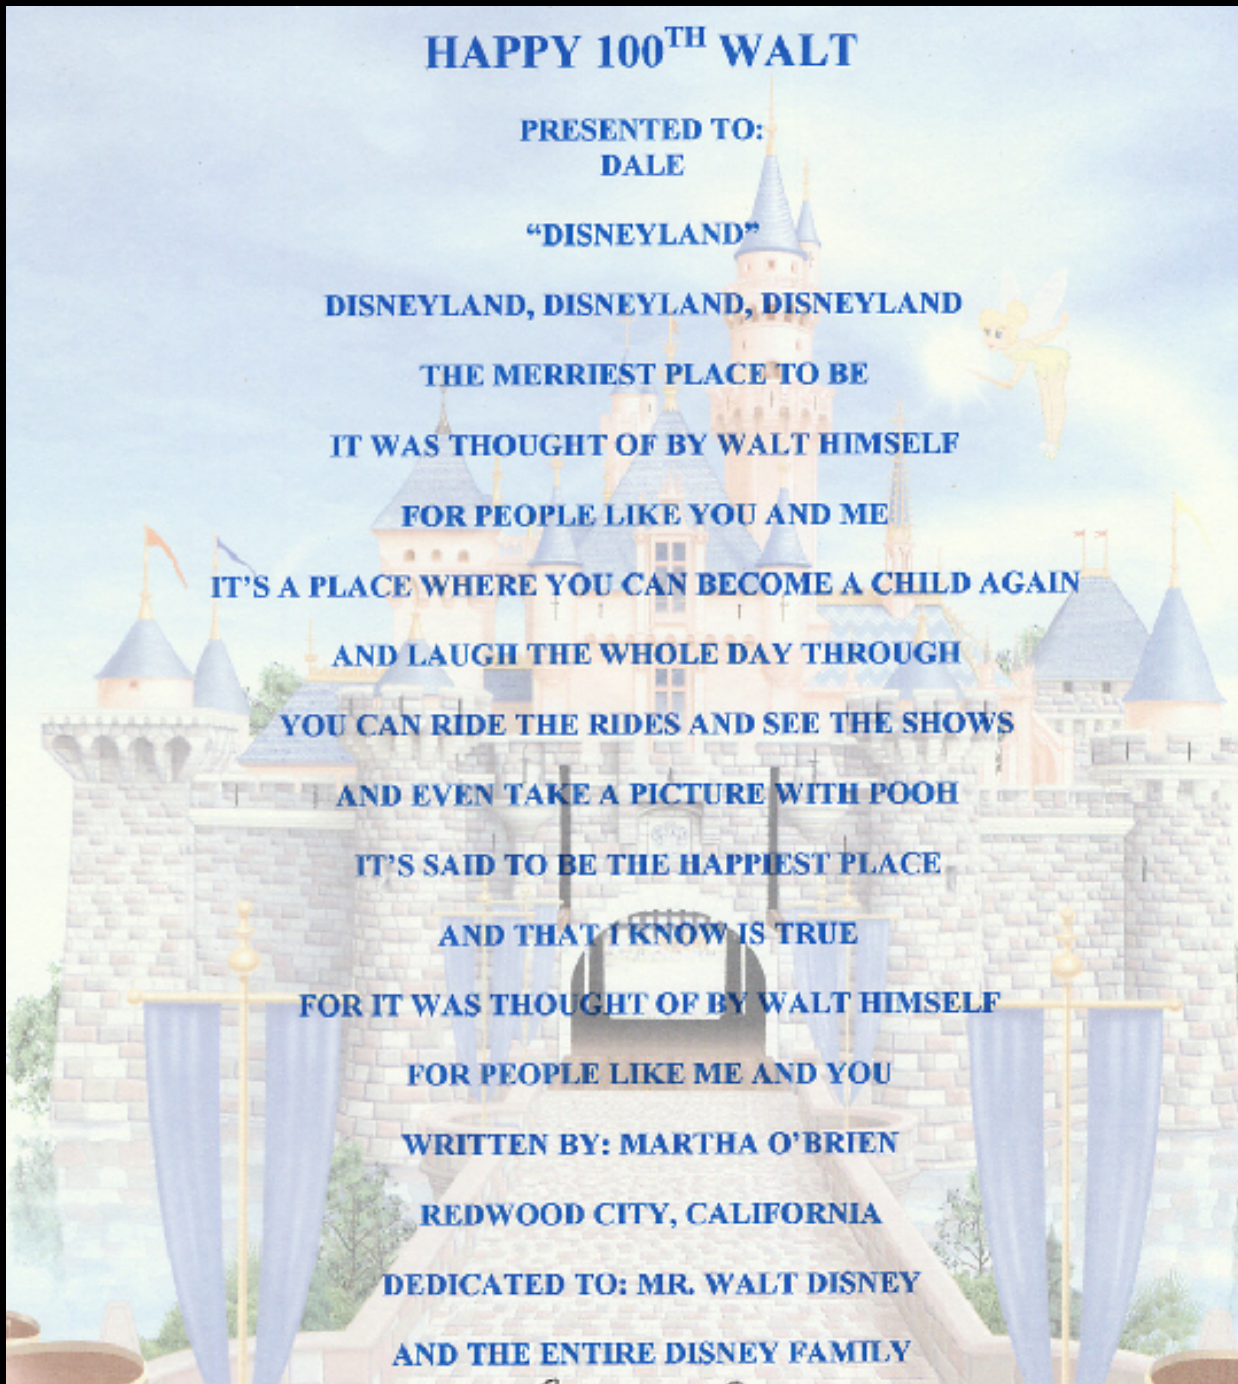 HAPPY 100TH WALT
PRESENTED TO:
DALE
“DISNEYLAND”
DISNEYLAND, DISNEYLAND, DISNEYLAND
THE MERRIEST PLACE TO BE
IT WAS THOUGHT OF BY WALT HIMSELF
FOR PEOPLE LIKE YOU AND ME
IT’S A PLACE WHERE YOU CAN BECOME A CHILD AGAIN
AND LAUGH THE WHOLE DAY THROUGH
YOU CAN RIDE THE RIDES AND SEE THE SHOWS
AND EVEN TAKE A PICTURE WITH POOH
IT’S SAID TO BE THE HAPPIEST PLACE
AND THAT I KNOW IS TRUE
FOR IT WAS THOUGHT OF BY WALT HIMSELF
FOR PEOPLE LIKE ME AND YOU
WRITTEN BY: MARTHA O’BRIEN
REDWOOD CITY, CALIFORNIA
DEDICATED TO: MR. WALT DISNEY
AND THE ENTIRE DISNEY FAMILY